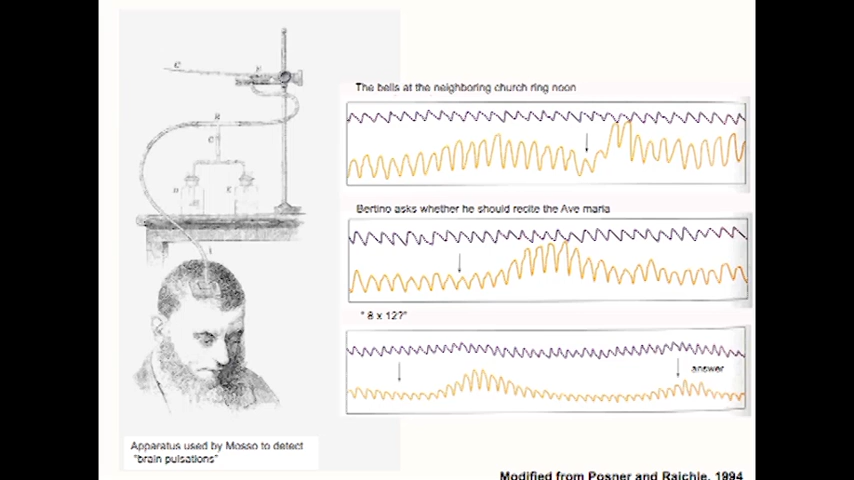 The bells at the neighboring church ring noon
Bertino asks whether he should recite the Ave maria
"8 x 12?"
answer
Apparatus used by Mosso to detect
"brain pulsations"
Modified from Posner and Raichle, 1994